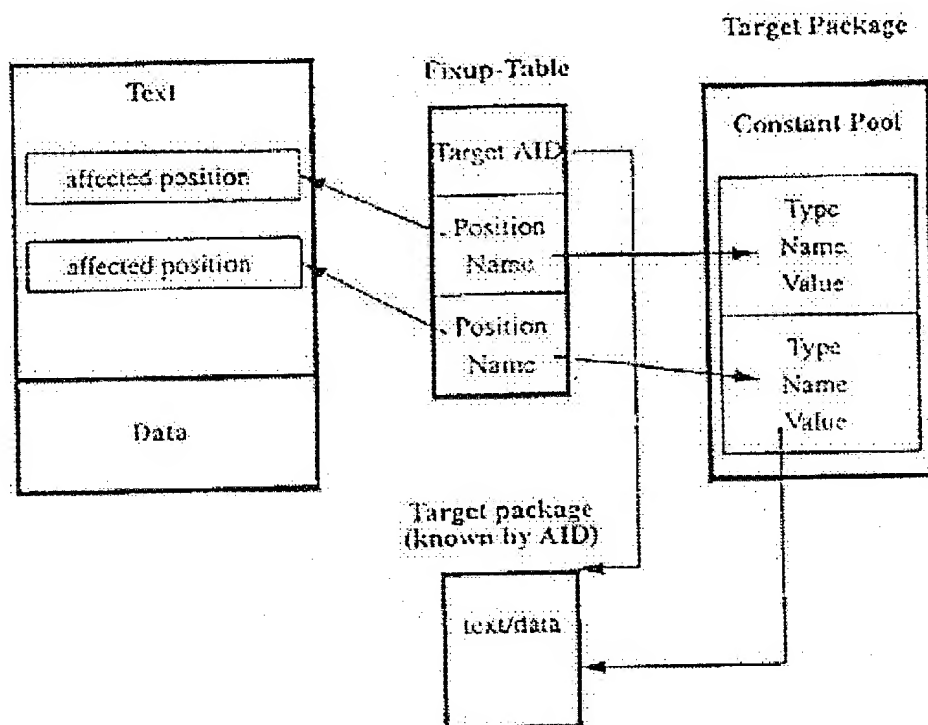 Text
affected position
affected position
Data
Fixup-Table
Target AID
Position
Name
Position
Name
Target Package
Constant Pool
Type
Name
Value
Type
Name
Value
Target package
(known by AID)
text/data